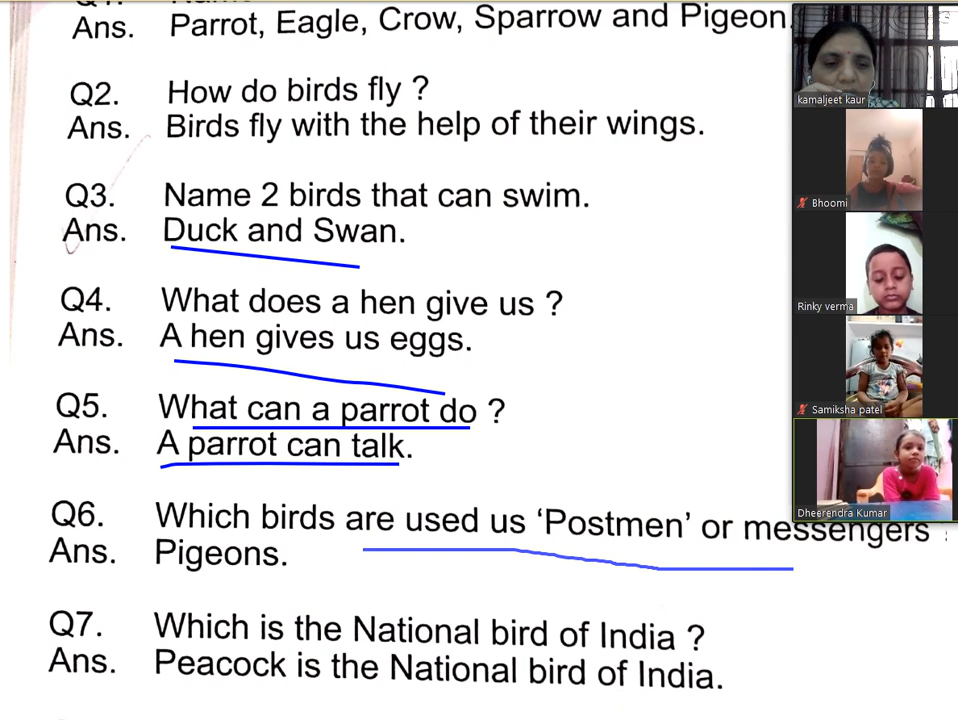 Name
Ans. Parrot, Eagle, Crow, Sparrow and Pigeon.
Q2. How do birds fly ?
Ans. Birds fly with the help of their wings.
Q3. Name 2 birds that can swim.
Ans. Duck and Swan.
Q4. What does a hen give us ?
Ans. A hen gives us eggs.
Q5. What can a parrot do ?
Ans. A parrot can talk.
Q6. Which birds are used us ‘Postmen’ or messengers
Ans. Pigeons.
Q7. Which is the National bird of India ?
Ans. Peacock is the National bird of India.
kamaljeet kaur
Bhoomi
Rinky verma
Samiksha patel
Dheerendra Kumar